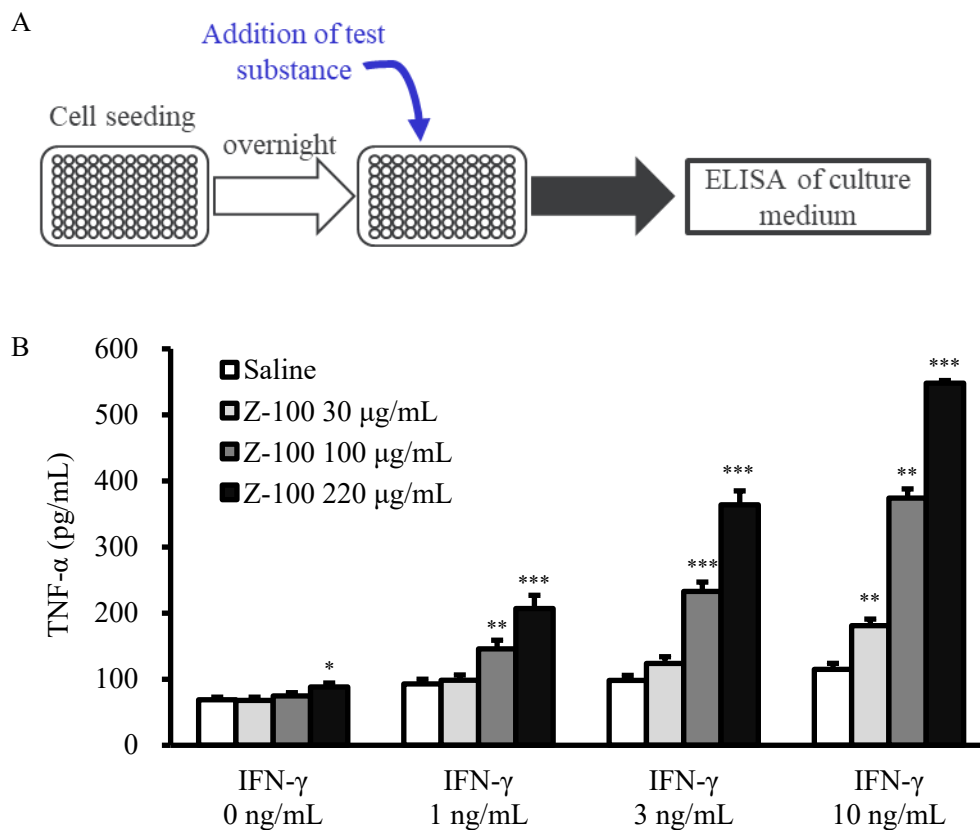 A
Addition of test
substance
Cell seeding
overnight
ELISA of culture
medium
B
TNF-α (pg/mL)
600
500
400
300
200
100
0
Saline
Z-100 30 μg/mL
Z-100 100 μg/mL
Z-100 220 μg/mL
*
**
***
***
***
**
**
***
IFN-γ
0 ng/mL
IFN-γ
1 ng/mL
IFN-γ
3 ng/mL
IFN-γ
10 ng/mL